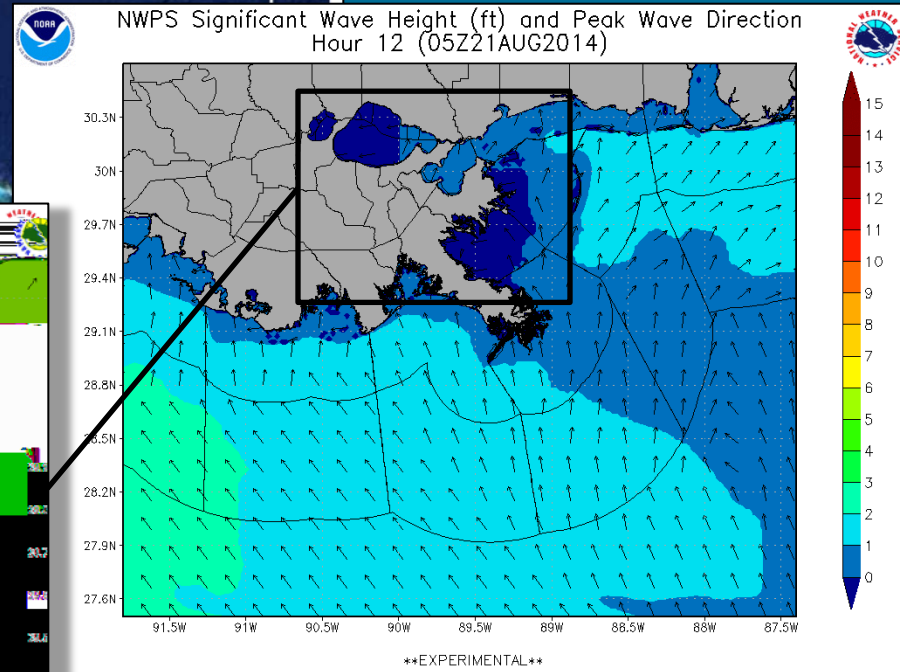 NWPS Significant Wave Height (ft) and Peak Wave Direction
Hour 12 (05Z21AUG2014)
NOAA
30.3N
30N
29.7N
29.4N
29.1N
28.8N
28.5N
28.2N
27.9N
27.6N
91.5W
91W
90.5W
90W
89.5W
89W
88.5W
88W
87.5W
15
14
13
12
11
10
9
8
7
6
5
4
3
2
1
0
**EXPERIMENTAL**